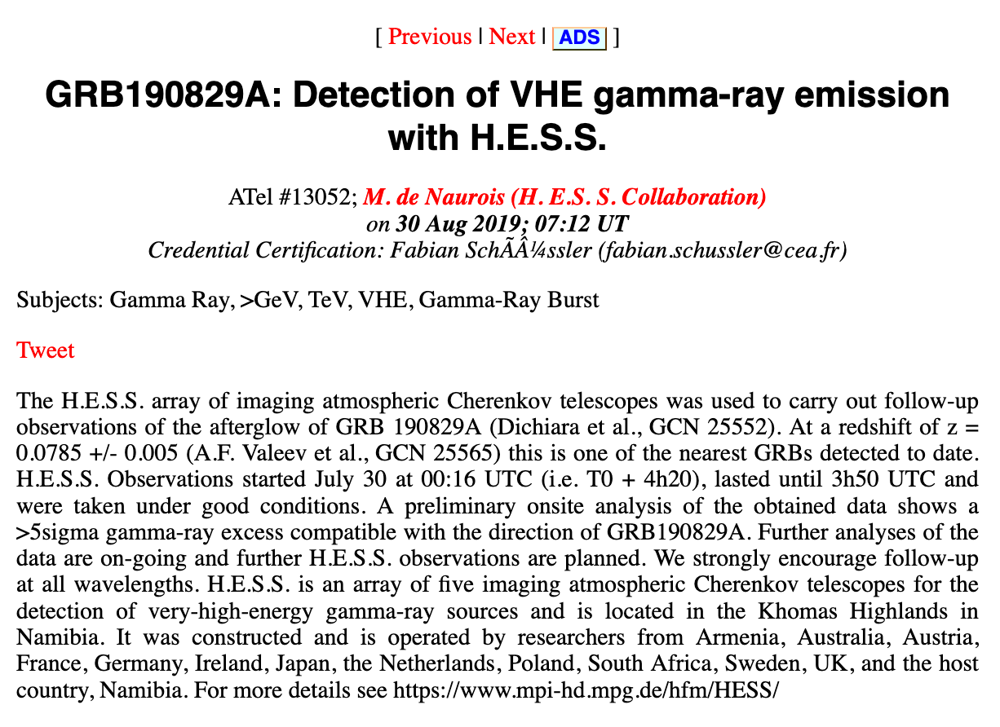 [ Previous | Next | ADS ]
GRB190829A: Detection of VHE gamma-ray emission
with H.E.S.S.
ATel #13052; M. de Naurois (H. E.S. S. Collaboration)
on 30 Aug 2019; 07:12 UT
Credential Certification: Fabian SchÃÂ¼ssler (fabian.schussler@cea.fr)
Subjects: Gamma Ray, >GeV, TeV, VHE, Gamma-Ray Burst
Tweet
The H.E.S.S. array of imaging atmospheric Cherenkov telescopes was used to carry out follow-up
observations of the afterglow of GRB 190829A (Dichiara et al., GCN 25552). At a redshift of z =
0.0785 +/- 0.005 (A.F. Valeev et al., GCN 25565) this is one of the nearest GRBs detected to date.
H.E.S.S. Observations started July 30 at 00:16 UTC (i.e. T0 + 4h20), lasted until 3h50 UTC and
were taken under good conditions. A preliminary onsite analysis of the obtained data shows a
>5sigma gamma-ray excess compatible with the direction of GRB190829A. Further analyses of the
data are on-going and further H.E.S.S. observations are planned. We strongly encourage follow-up
at all wavelengths. H.E.S.S. is an array of five imaging atmospheric Cherenkov telescopes for the
detection of very-high-energy gamma-ray sources and is located in the Khomas Highlands in
Namibia. It was constructed and is operated by researchers from Armenia, Australia, Austria,
France, Germany, Ireland, Japan, the Netherlands, Poland, South Africa, Sweden, UK, and the host
country, Namibia. For more details see https://www.mpi-hd.mpg.de/hfm/HESS/